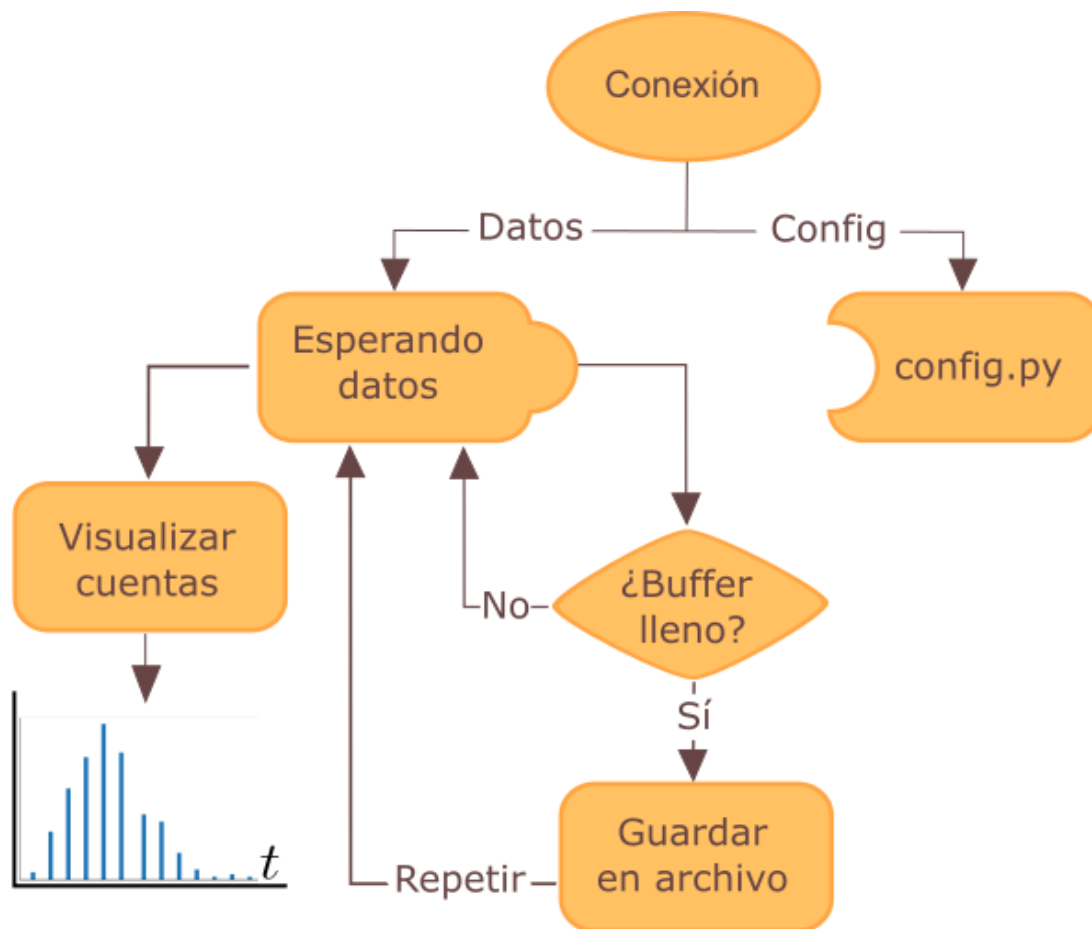 Conexión
Datos
Config
Esperando
datos
config.py
Visualizar
cuentas
¿Buffer
lleno?
No
Sí
t
Guardar
en archivo
Repetir